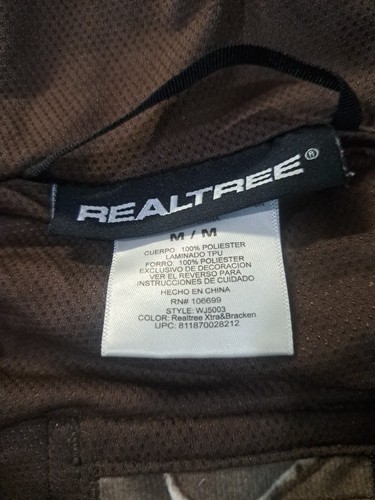 REALTREE®
M / M
CUERPO: 100% POLIESTER
LAMINADO TPU
FORRO: 100% POLIESTER
EXCLUSIVO DE DECORACION
VER EL REVERSO PARA
INSTRUCCIONES DE CUIDADO
HECHO EN CHINA
RN# 106699
STYLE: WJ5003
COLOR: Realtree Xtra&Bracken
UPC: 811870028212